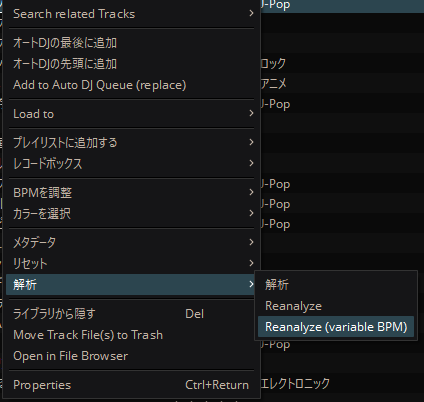 Search related Tracks
J-Pop
オートDJの最後に追加
オートDJの先頭に追加
ロック
Add to Auto DJ Queue (replace)
アニメ
J-Pop
Load to
プレイリストに追加する
レコードボックス
J-Pop
BPMを調整
J-Pop
カラーを選択
J-Pop
メタデータ
リセット
解析
解析
Reanalyze
Reanalyze (variable BPM)
ライブラリから隠す Del
Move Track File(s) to Trash
J-Pop
Open in File Browser
Properties Ctrl+Return
エレクトロニック